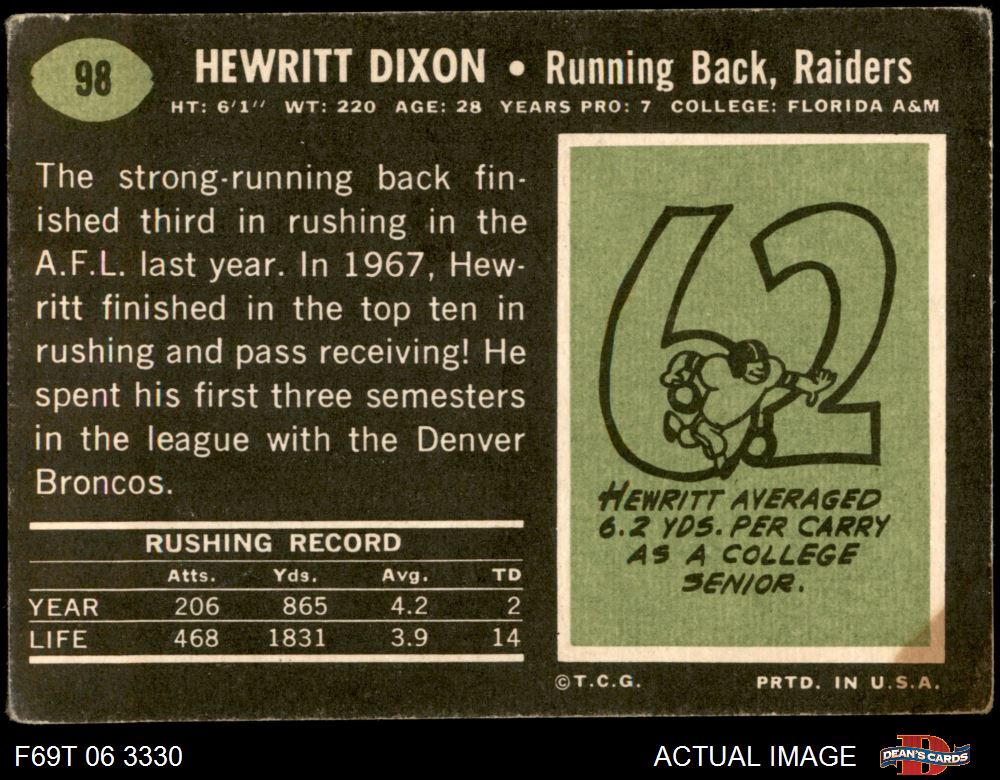 98
HEWRITT DIXON • Running Back, Raiders
HT: 6'1" WT: 220 AGE: 28 YEARS PRO: 7 COLLEGE: FLORIDA A&M
The strong-running back fin-
ished third in rushing in the
A.F.L. last year. In 1967, Hew-
ritt finished in the top ten in
rushing and pass receiving! He
spent his first three semesters
in the league with the Denver
Broncos.
RUSHING RECORD
Atts. Yds. Avg. TD
YEAR 206 865 4.2 2
LIFE 468 1831 3.9 14
62
HEWRITT AVERAGED
6.2 YDS. PER CARRY
AS A COLLEGE
SENIOR.
©T.C.G. PRTD. IN U.S.A.
F69T 06 3330 ACTUAL IMAGE DEAN'S CARDS